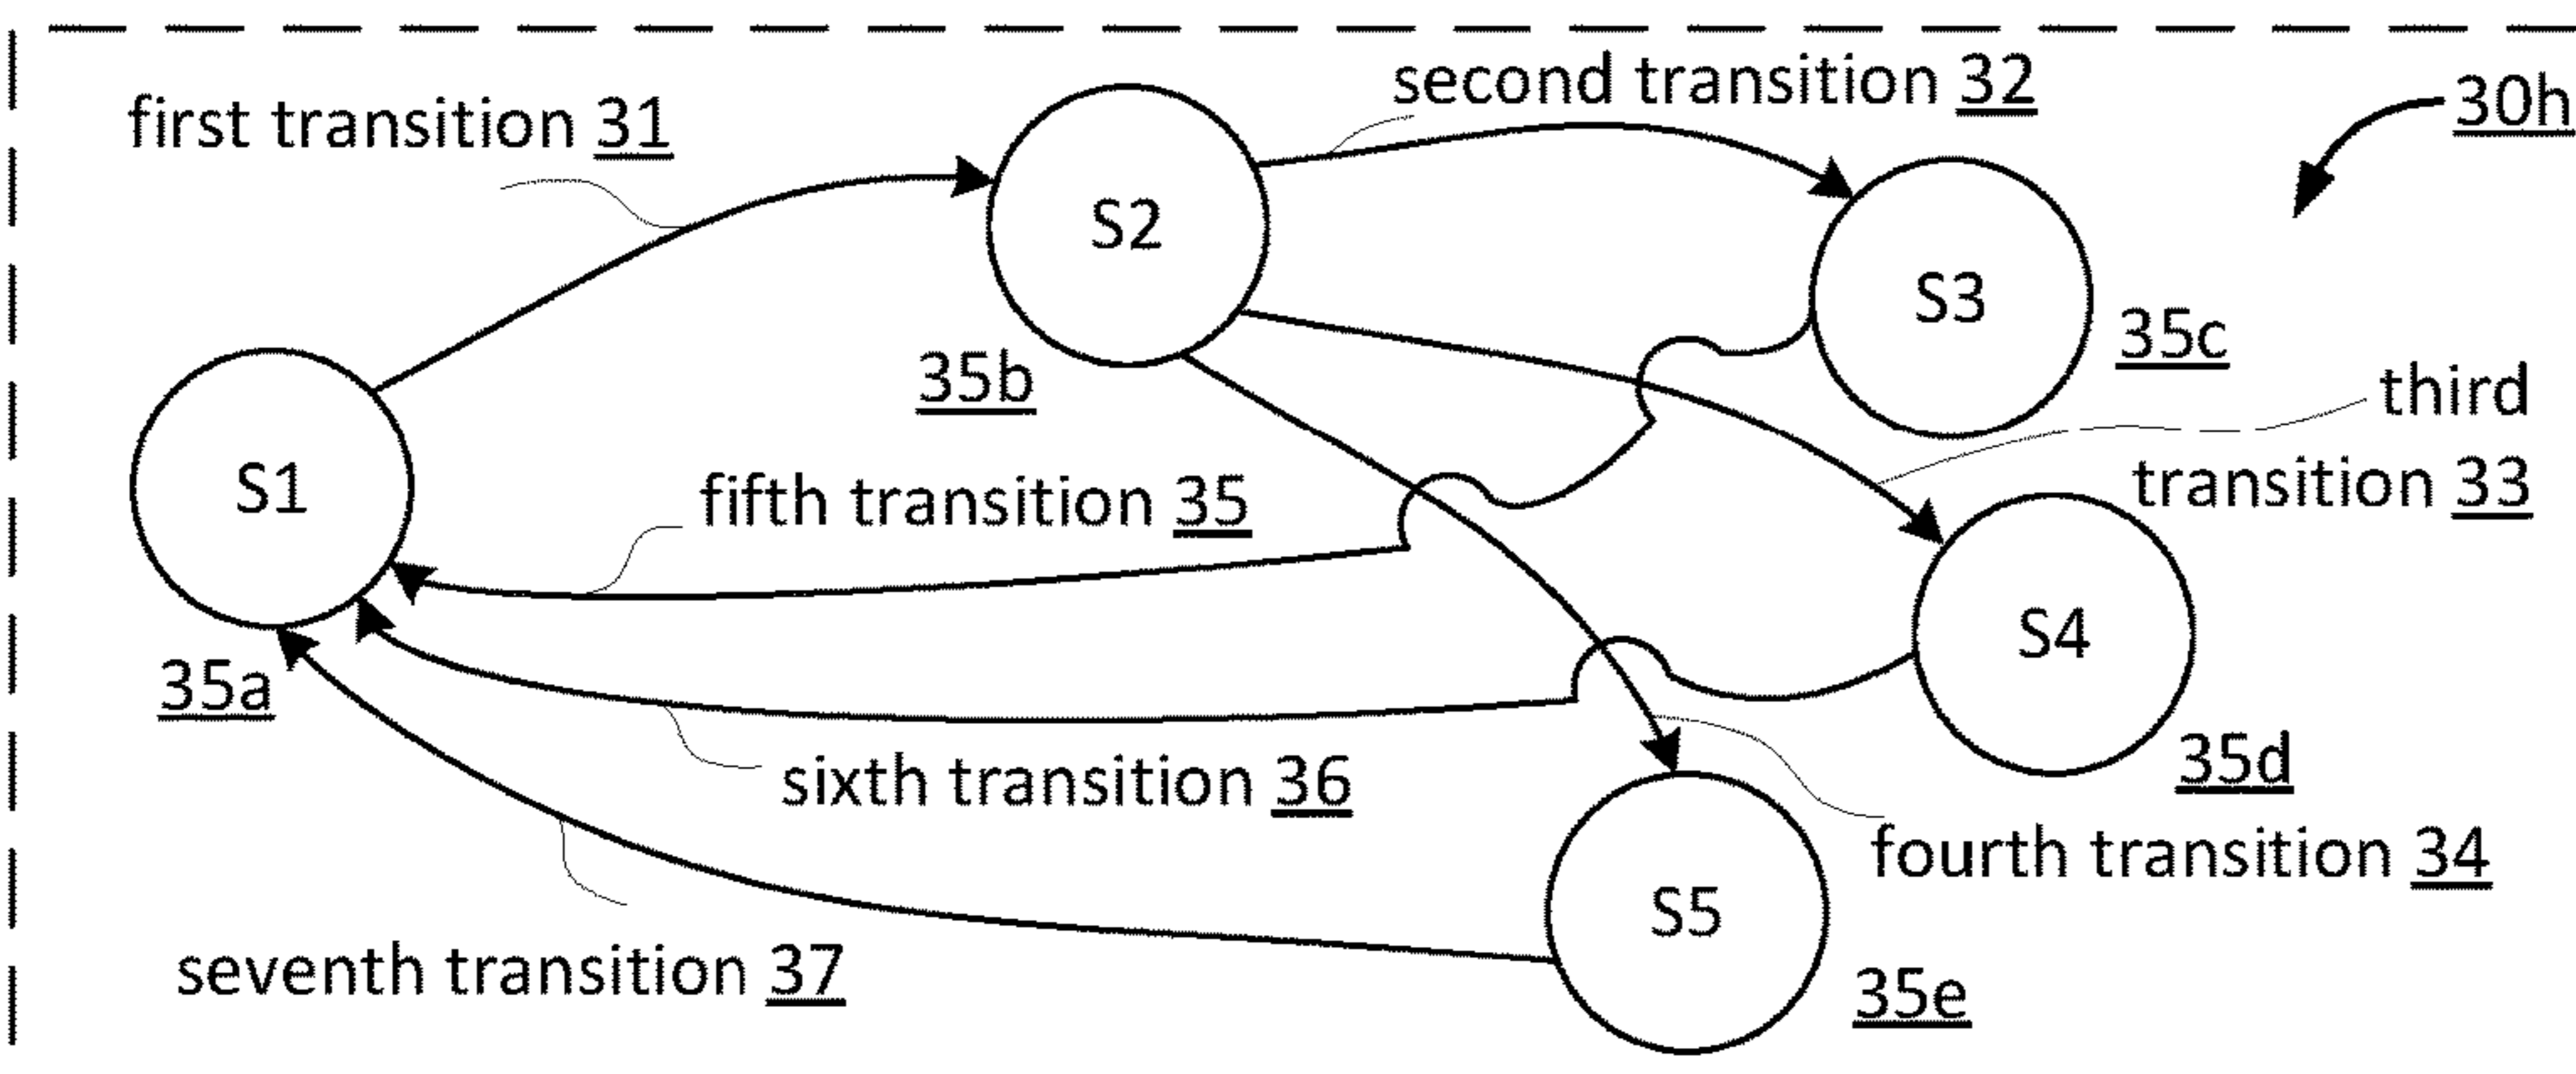 second transition 32
30h
first transition 31
S2
S3
35c
35b
third
transition 33
S1
fifth transition 35
S4
35a
35d
sixth transition 36
fourth transition 34
S5
seventh transition 37
35e